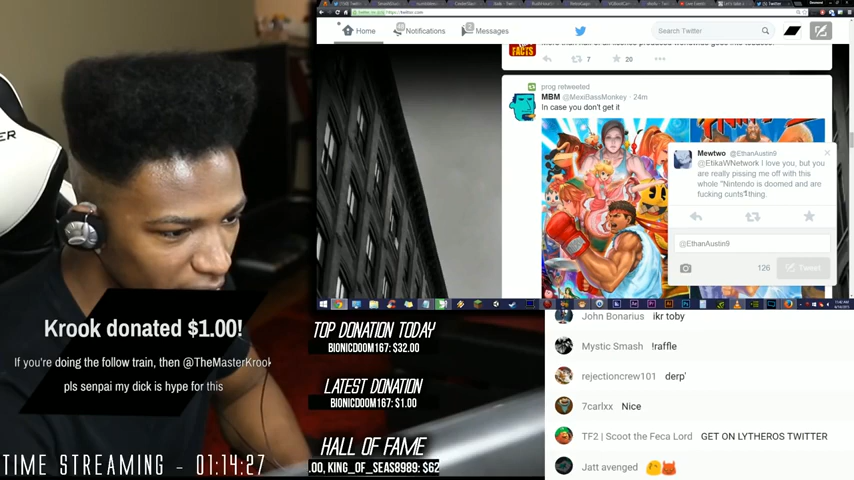 Home
Notifications
Messages
Search Twitter
FACTS
7
20
prog retweeted
MBM @MexiBassMonkey · 24m
In case you don't get it
Mewtwo @EthanAustin9
@EtikaWNetwork I love you, but you
are really pissing me off with this
whole "Nintendo is doomed and are
fucking cunts" thing.
@EthanAustin9
126
Tweet
Krook donated $1.00!
If you're doing the follow train, then @TheMasterKrook
pls senpai my dick is hype for this
TIME STREAMING - 01:14:27
TOP DONATION TODAY
BIONICDOOM167: $32.00
LATEST DONATION
BIONICDOOM167: $1.00
HALL OF FAME
.00, KING_OF_SEAS8989: $62
John Bonarius ikr toby
Mystic Smash !raffle
rejectioncrew101 derp'
7carlxx Nice
TF2 | Scoot the Feca Lord GET ON LYTHEROS TWITTER
Jatt avenged